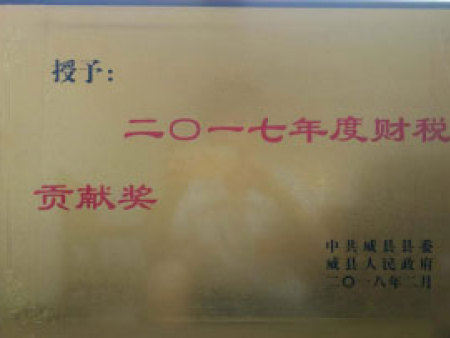 授予：
二〇一七年度财税
贡献奖
中共威县县委
威县人民政府
二〇一八年二月